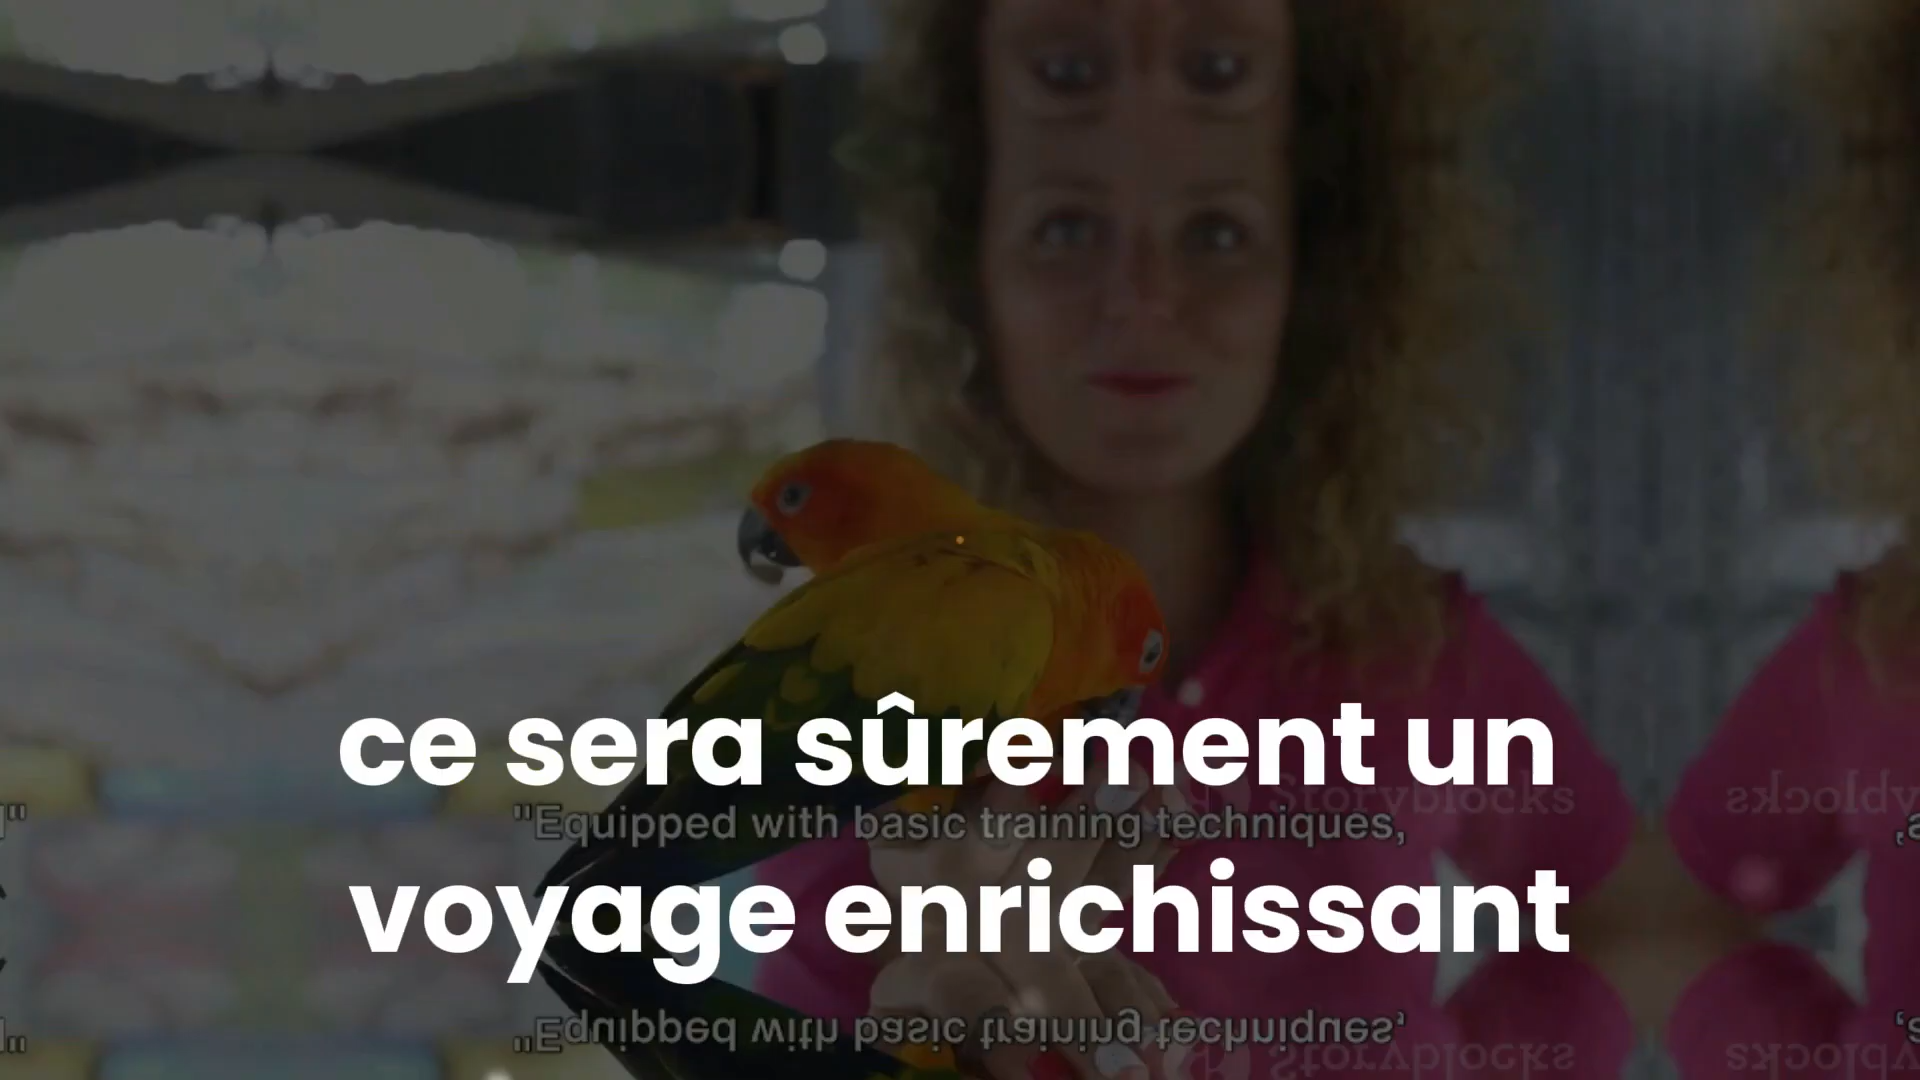 ce sera sûrement un
Storyblocks
"Equipped with basic training techniques,
voyage enrichissant